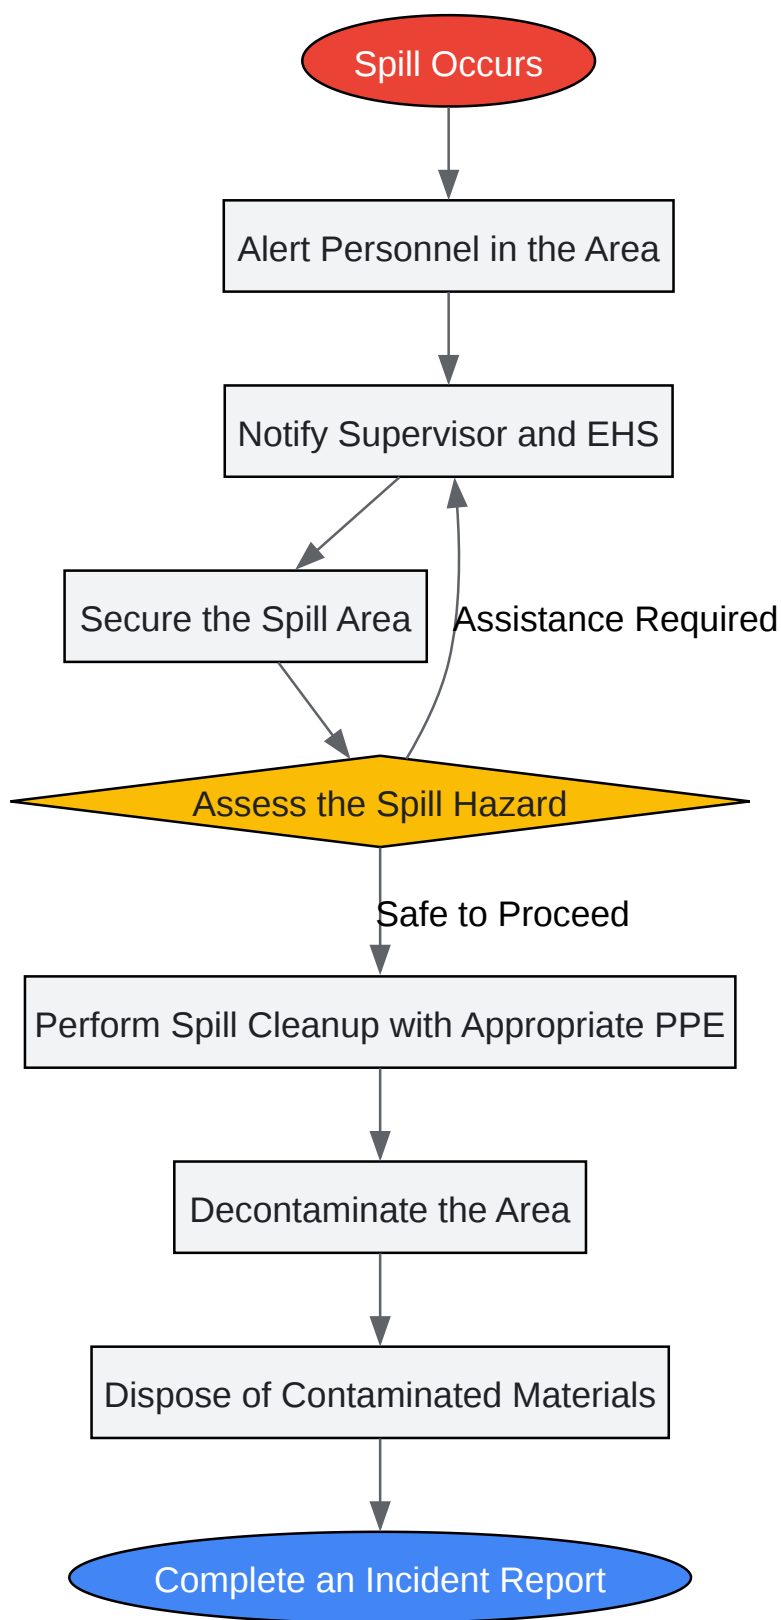 Spill Occurs
Alert Personnel in the Area
Notify Supervisor and EHS
Secure the Spill Area
Assistance Required
Assess the Spill Hazard
Safe to Proceed
Perform Spill Cleanup with Appropriate PPE
Decontaminate the Area
Dispose of Contaminated Materials
Complete an Incident Report